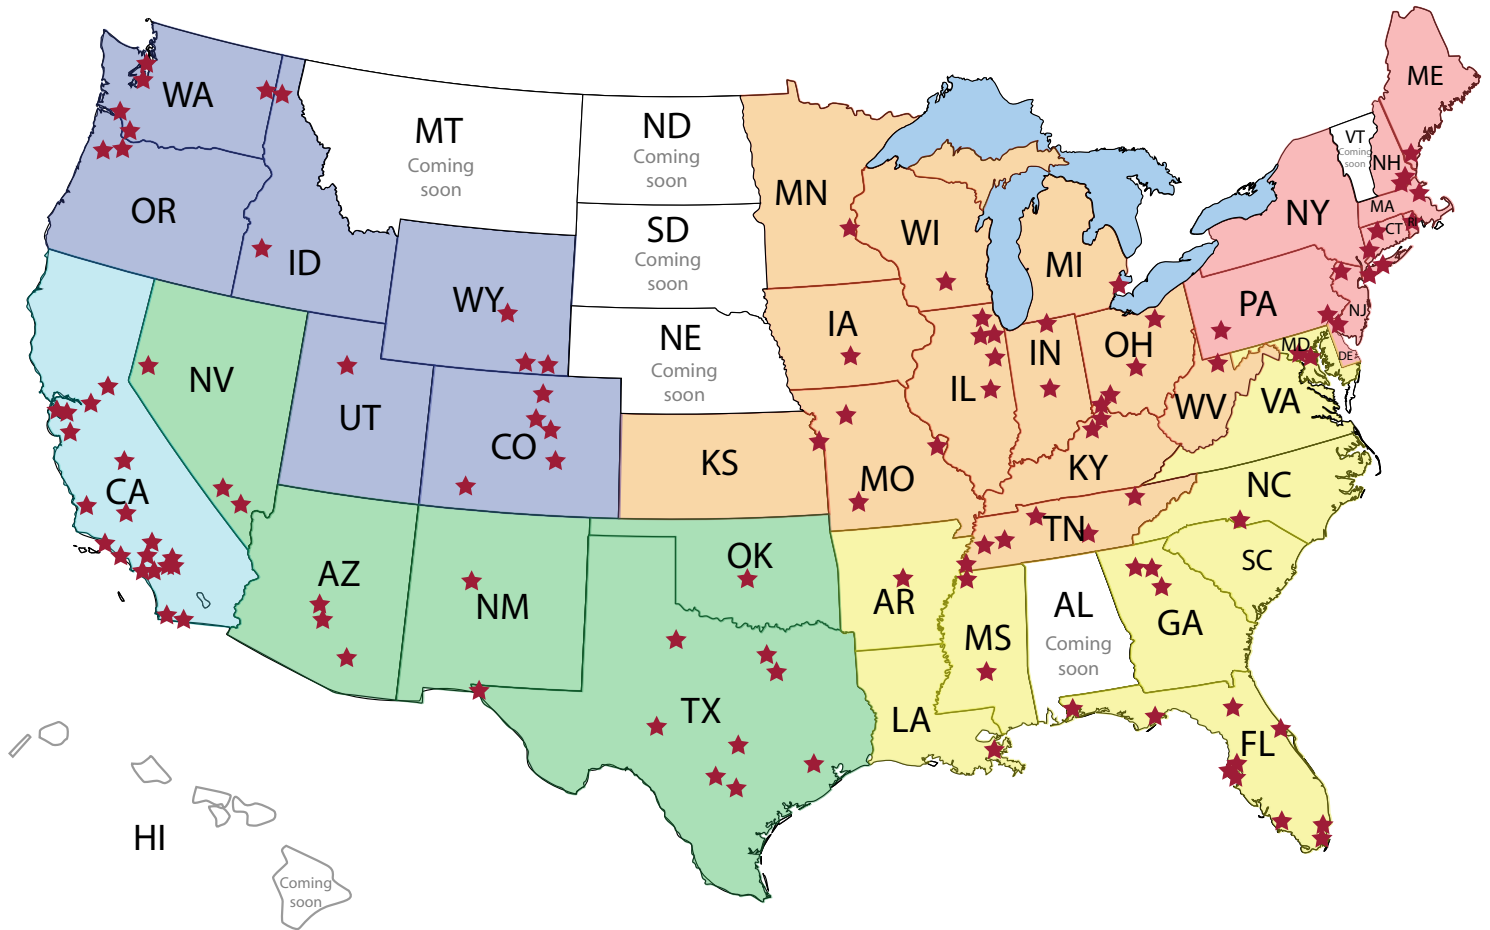 ME
WA
MT
Coming
soon
ND
Coming
soon
VT
Coming
soon
NH
MN
OR
NY
MA
RI
CT
SD
Coming
soon
WI
ID
MI
WY
PA
NJ
IA
NE
Coming
soon
OH
IN
MD
DE
NV
IL
UT
WV
VA
CO
KS
KY
MO
CA
NC
TN
OK
SC
AZ
AR
NM
AL
Coming
soon
GA
MS
TX
LA
FL
HI
Coming
soon